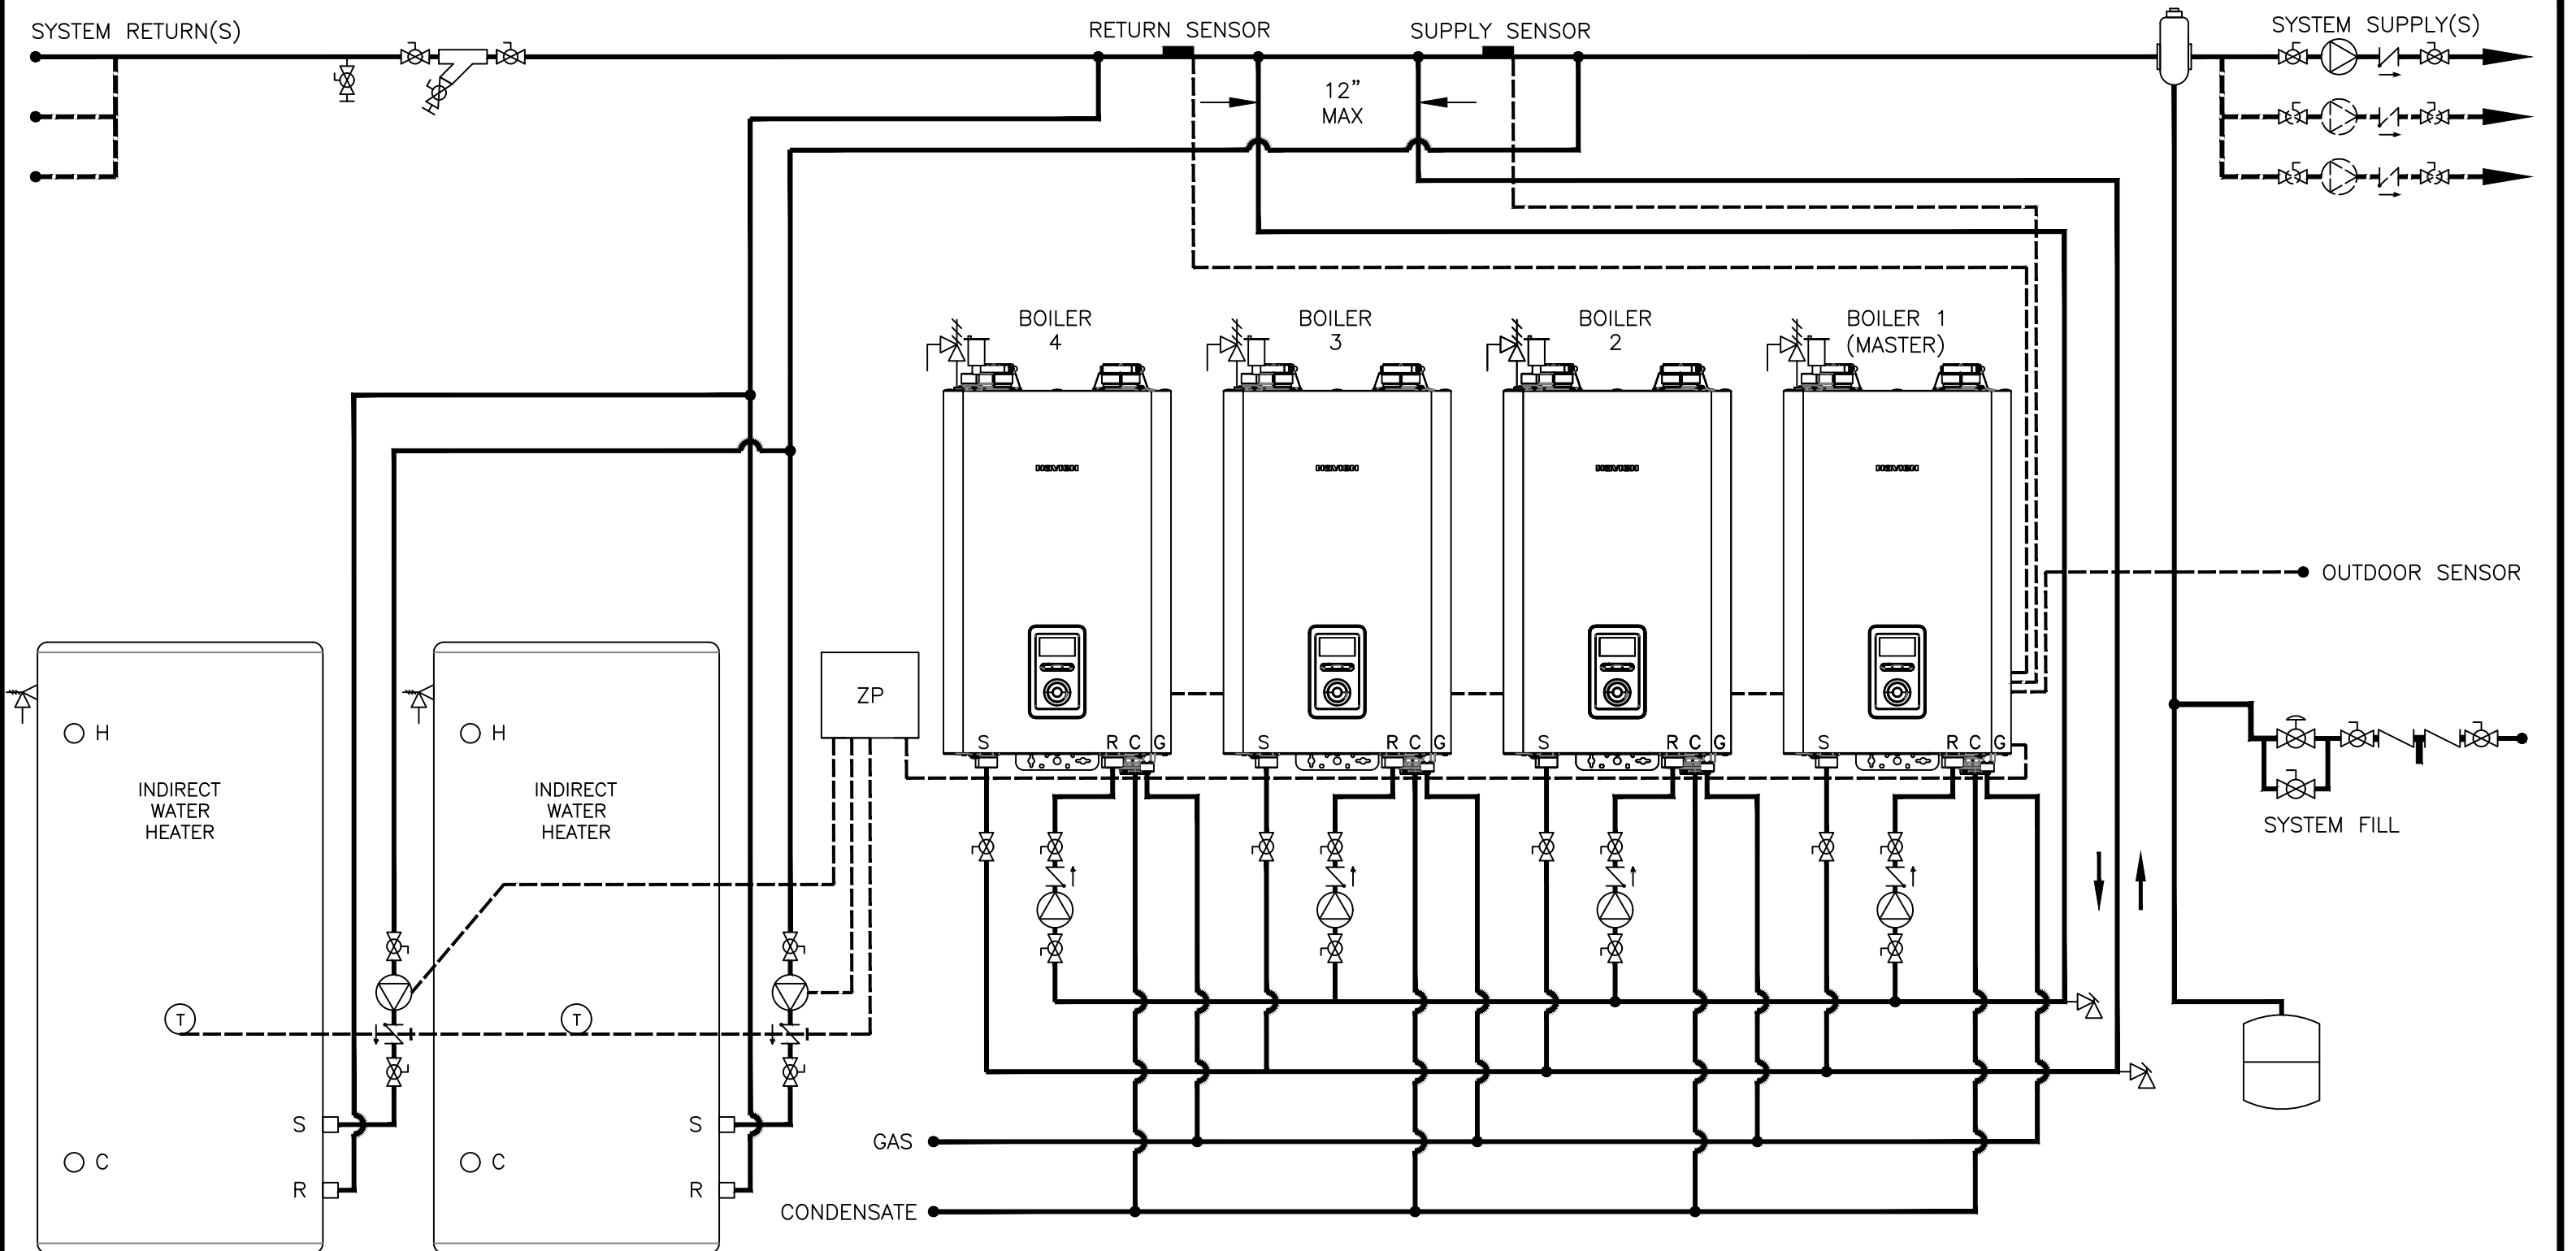 SYSTEM RETURN(S)
RETURN SENSOR
SUPPLY SENSOR
SYSTEM SUPPLY(S)
12"
MAX
BOILER
4
BOILER
3
BOILER
2
BOILER 1
(MASTER)
OUTDOOR SENSOR
ZP
H
H
S
R
C
G
S
R
C
G
S
R
C
G
S
R
C
G
INDIRECT
WATER
HEATER
INDIRECT
WATER
HEATER
SYSTEM FILL
T
T
S
S
GAS
C
C
R
R
CONDENSATE